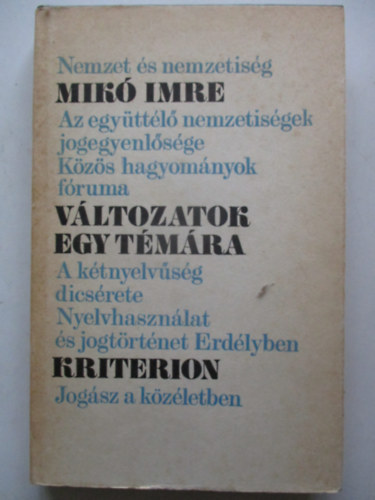 Nemzet és nemzetiség
MIKÓ IMRE
Az együttélő nemzetiségek
jogegyenlősége
Közös hagyományok
fóruma
VÁLTOZATOK
EGY TÉMÁRA
A kétnyelvűség
dicsérete
Nyelvhasználat
és jogtörténet Erdélyben
KRITERION
Jogász a közéletben